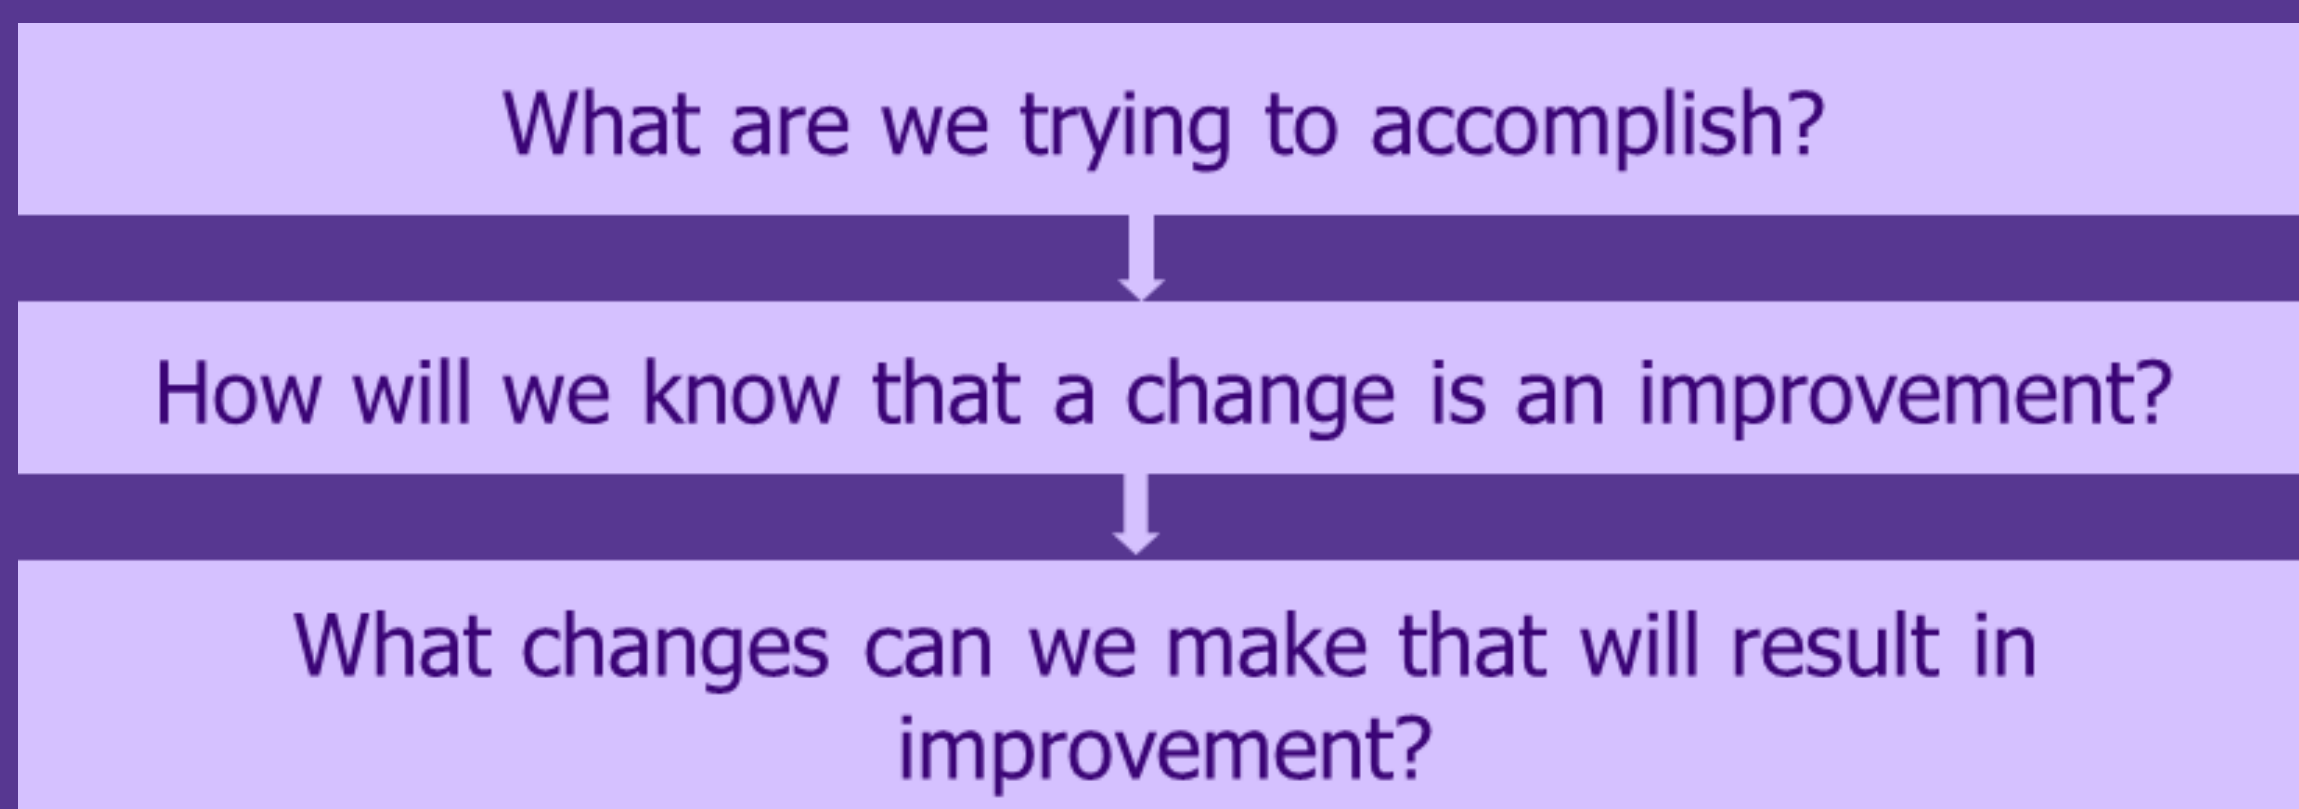 What are we trying to accomplish?
How will we know that a change is an improvement?
What changes can we make that will result in
improvement?